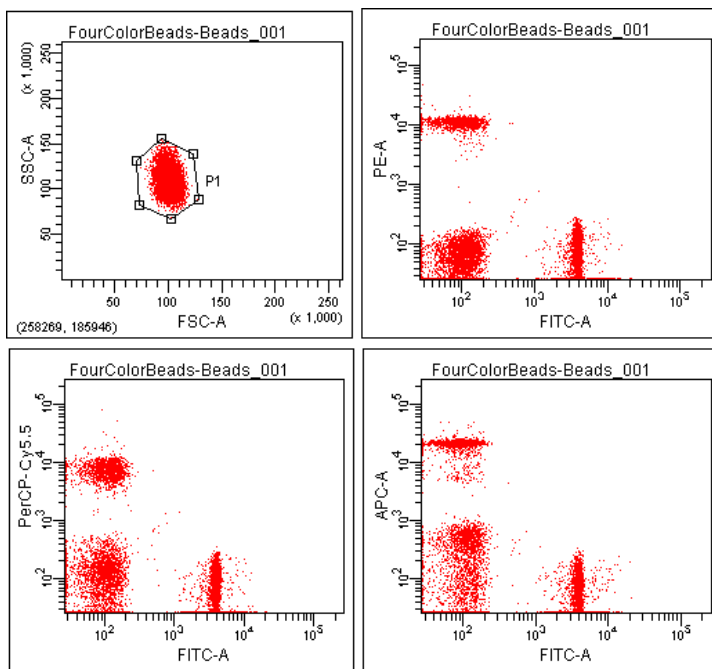 FourColorBeads-Beads_001
(x 1,000)
SSC-A
250
200
150
100
50
P1
50 100 150 200 250
FSC-A
(x 1,000)
(258269, 185946)
FourColorBeads-Beads_001
PE-A
10^5
10^4
10^3
10^2
10^2 10^3 10^4 10^5
FITC-A
FourColorBeads-Beads_001
PerCP-Cy5.5
10^5
10^4
10^3
10^2
10^2 10^3 10^4 10^5
FITC-A
FourColorBeads-Beads_001
APC-A
10^5
10^4
10^3
10^2
10^2 10^3 10^4 10^5
FITC-A